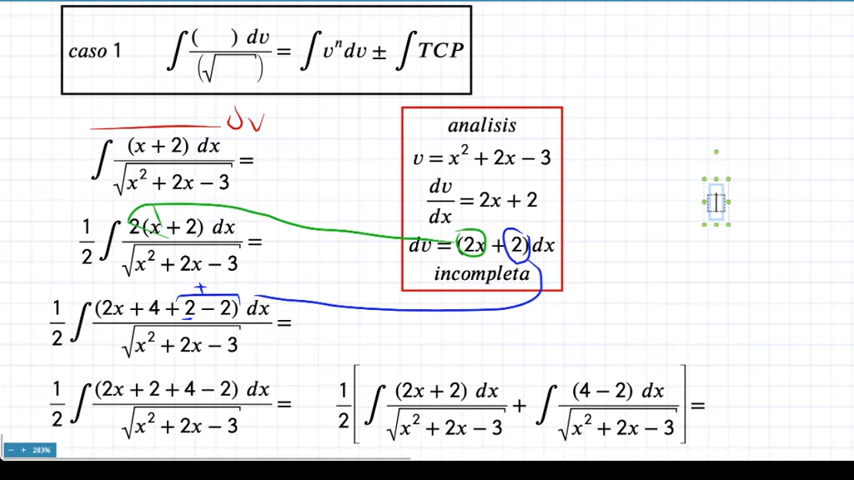 caso 1 ∫ ( ) dv / (√ ) = ∫ vⁿ dv ± ∫ TCP
dv
∫ (x + 2) dx / √(x² + 2x − 3) =
1/2 ∫ 2(x + 2) dx / √(x² + 2x − 3) =
+
1/2 ∫ (2x + 4 + 2 − 2) dx / √(x² + 2x − 3) =
1/2 ∫ (2x + 2 + 4 − 2) dx / √(x² + 2x − 3) =
analisis
v = x² + 2x − 3
dv/dx = 2x + 2
dv = (2x + 2)dx
incompleta
1/2 [ ∫ (2x + 2) dx / √(x² + 2x − 3) + ∫ (4 − 2) dx / √(x² + 2x − 3) ] =
− + 283%